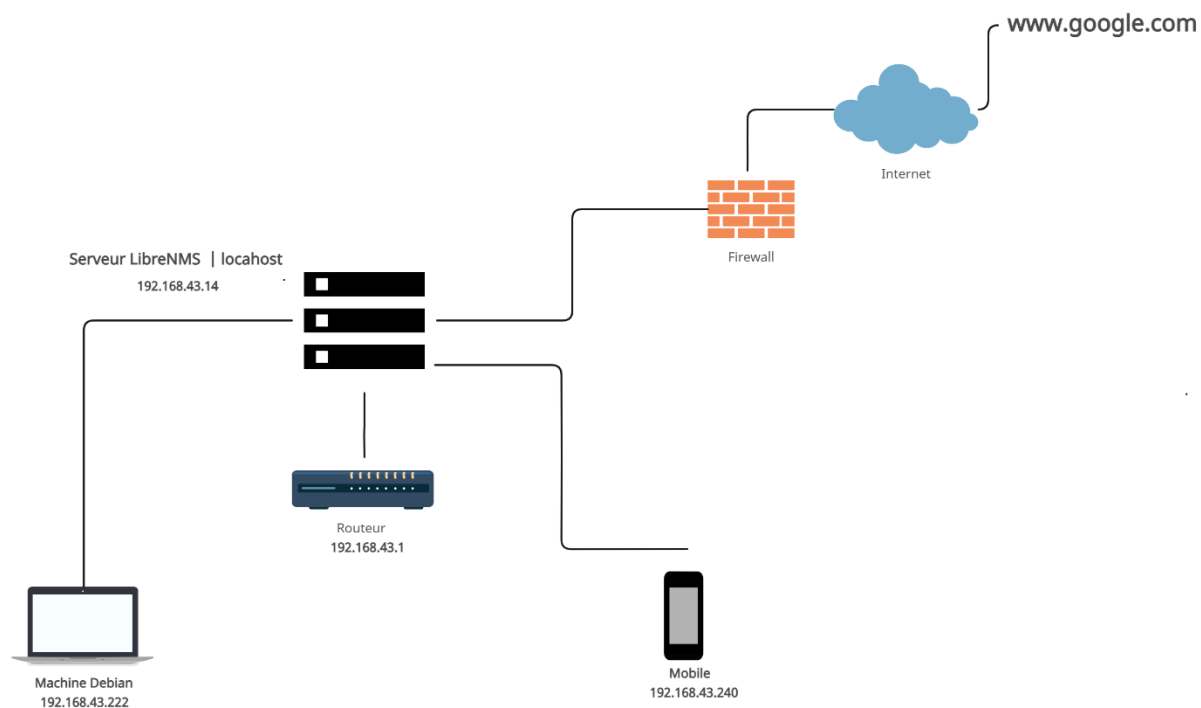 www.google.com
Internet
Firewall
Serveur LibreNMS | locahost
192.168.43.14
Routeur
192.168.43.1
Machine Debian
192.168.43.222
Mobile
192.168.43.240